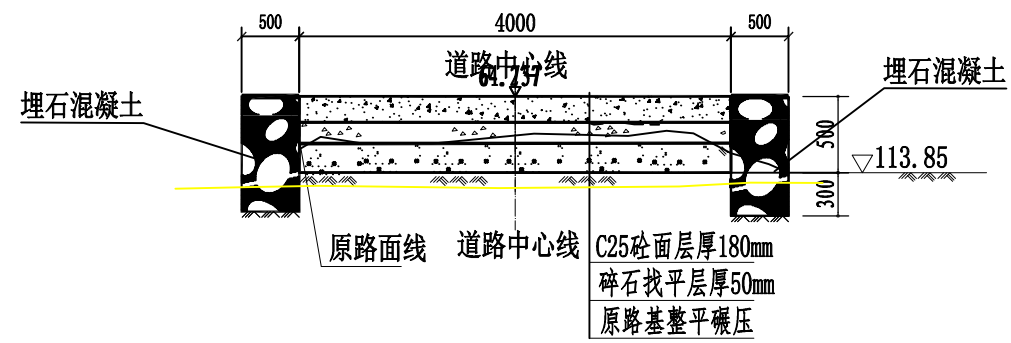 500
4000
500
道路中心线
埋石混凝土
埋石混凝土
500
113.85
300
原路面线
道路中心线
C25砼面层厚180mm
碎石找平层厚50mm
原路基整平碾压